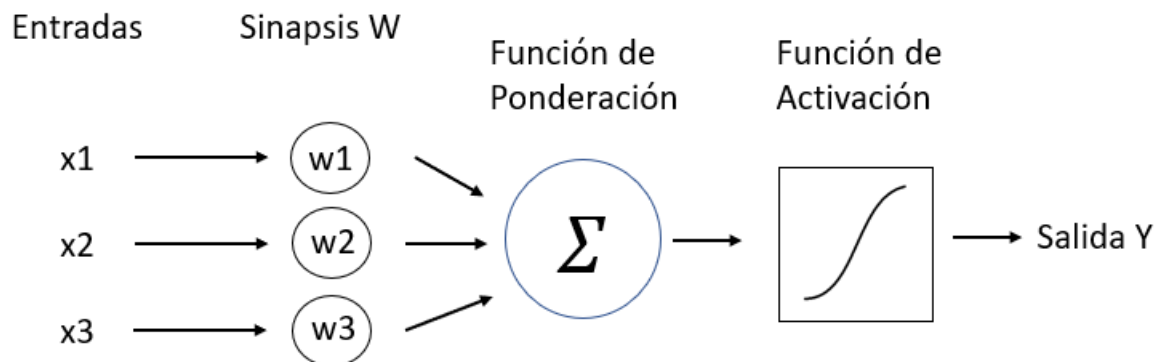 Entradas
Sinapsis W
Función de
Ponderación
Función de
Activación
x1
w1
x2
w2
Σ
Salida Y
x3
w3